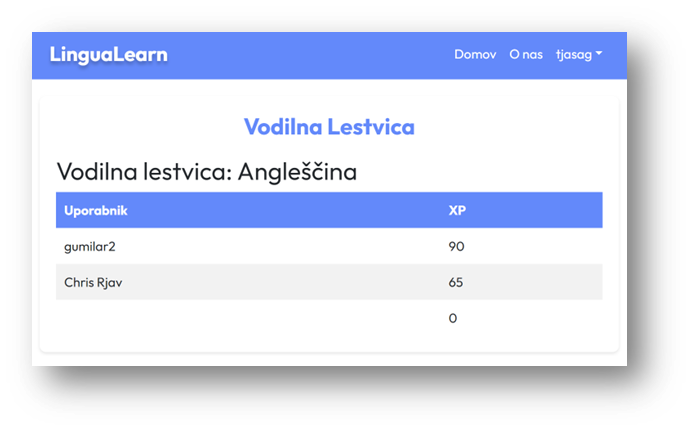 LinguaLearn Domov O nas tjasag
Vodilna Lestvica
Vodilna lestvica: Angleščina
Uporabnik XP
gumilar2 90
Chris Rjav 65
0